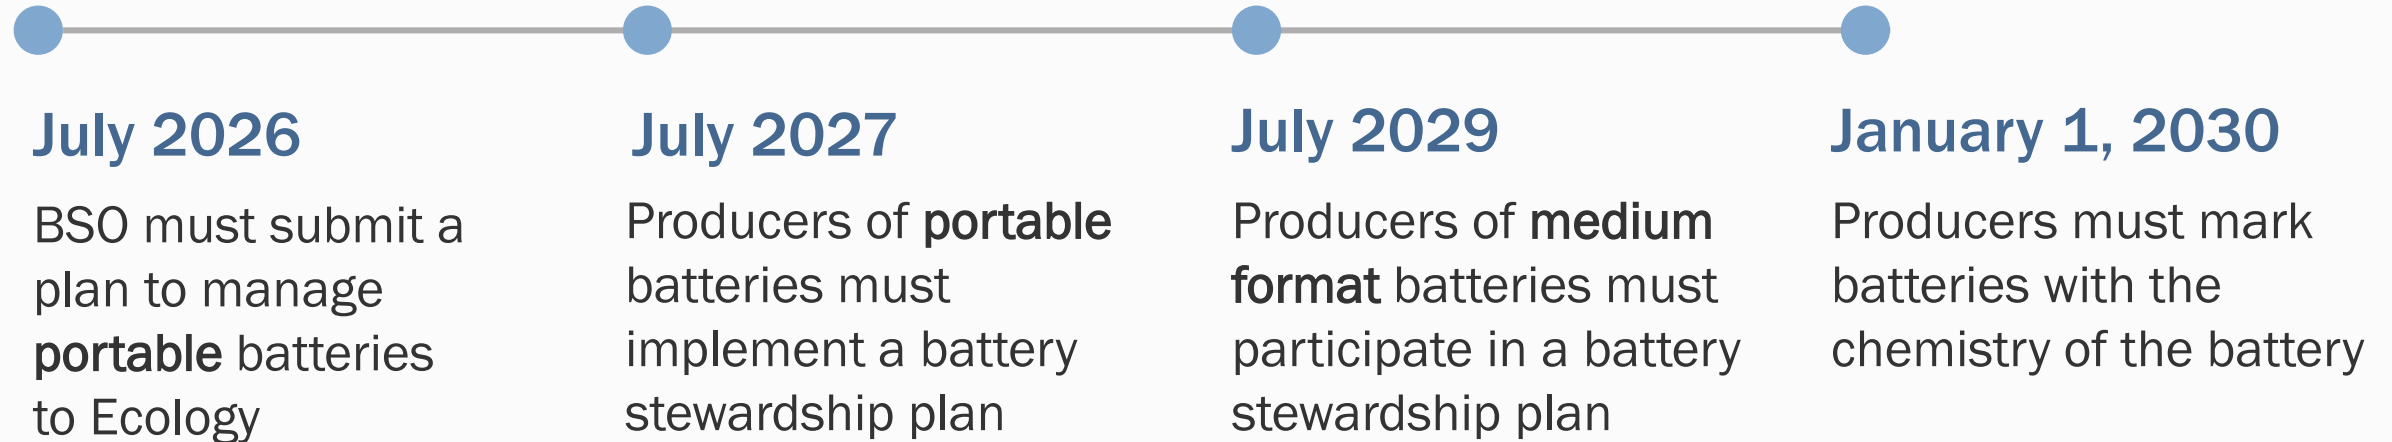 July 2026
BSO must submit a
plan to manage
portable batteries
to Ecology
July 2027
Producers of portable
batteries must
implement a battery
stewardship plan
July 2029
Producers of medium
format batteries must
participate in a battery
stewardship plan
January 1, 2030
Producers must mark
batteries with the
chemistry of the battery